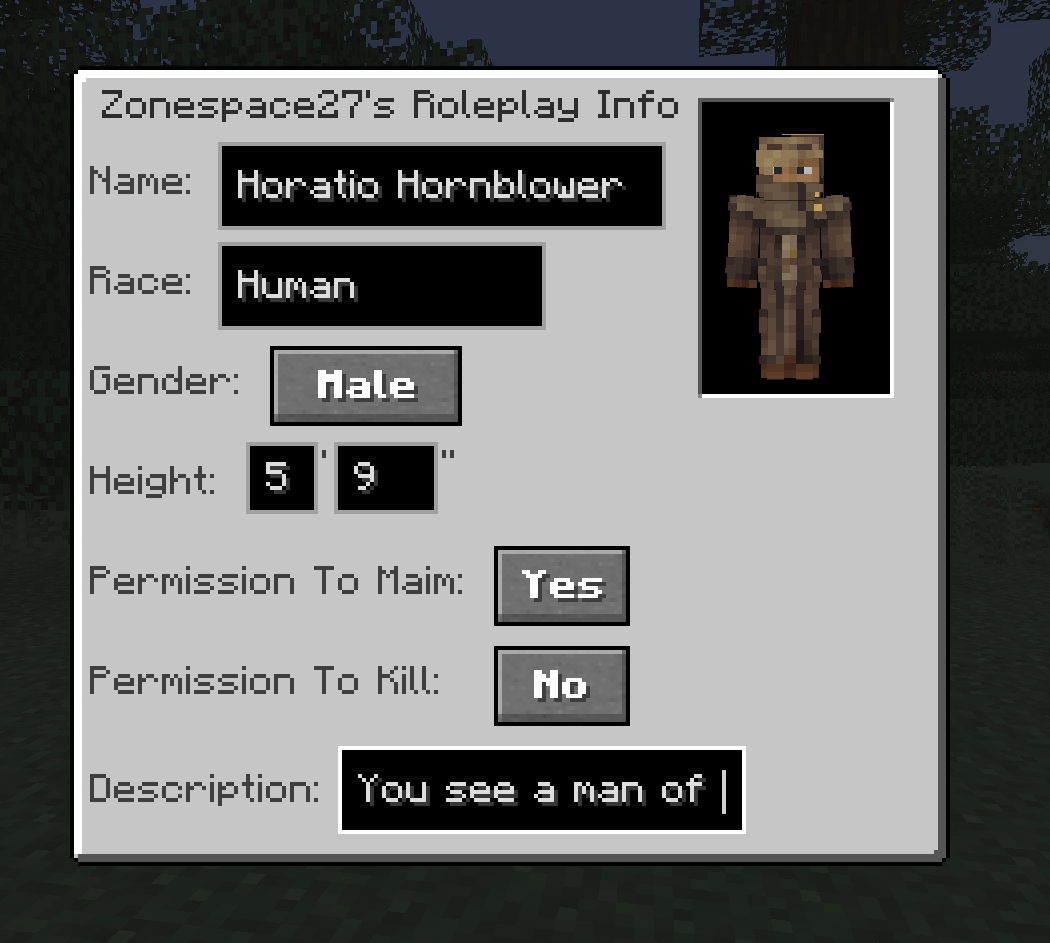 Zonespace27's Roleplay Info
Name: Horatio Hornblower
Race: Human
Gender: Male
Height: 5 ' 9 "
Permission To Maim: Yes
Permission To Kill: No
Description: You see a man of